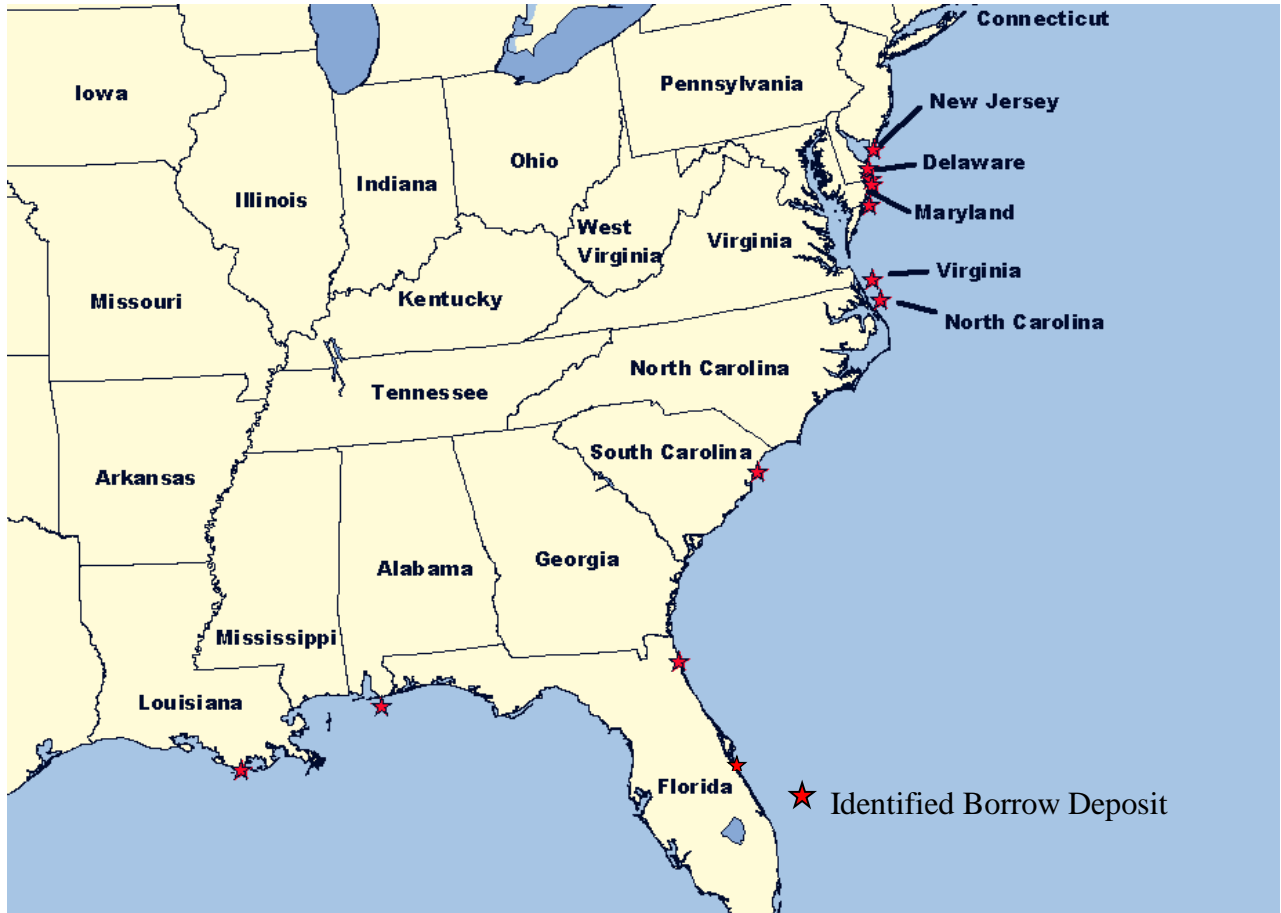 Connecticut
Iowa
Pennsylvania
New Jersey
Ohio
Delaware
Indiana
Illinois
Maryland
West
Virginia
Virginia
Virginia
Missouri
Kentucky
North Carolina
North Carolina
Tennessee
South Carolina
Arkansas
Georgia
Alabama
Mississippi
Louisiana
Florida
Identified Borrow Deposit